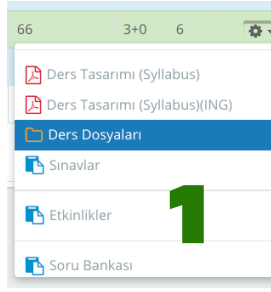 66 3+0 6
Ders Tasarımı (Syllabus)
Ders Tasarımı (Syllabus)(ING)
Ders Dosyaları
Sınavlar
1
Etkinlikler
Soru Bankası